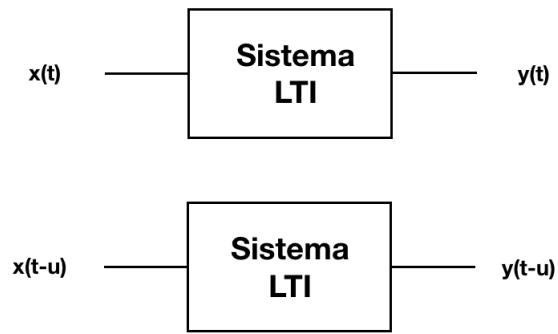 x(t)
Sistema
LTI
y(t)
x(t-u)
Sistema
LTI
y(t-u)